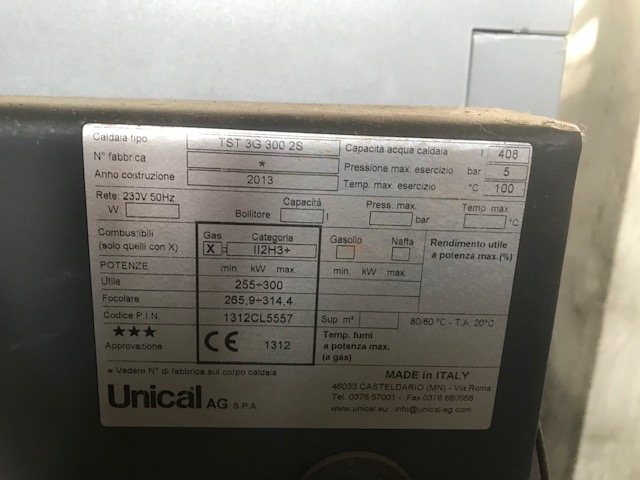 Caldaia tipo TST 3G 300 2S Capacità acqua caldaia l 408
N° fabbrica * Pressione max. esercizio bar 5
Anno costruzione 2013 Temp. max. esercizio °C 100
Rete: 230V 50Hz Capacità Press. max. Temp. max
W: Bollitore l bar °C
Combustibili Gas Categoria Gasolio Nafta Rendimento utile
(solo quelli con X) X II2H3+ a potenza max.(%)
POTENZE min. kW max. min. kW max.
Utile 255÷300
Focolare 265,9÷314,4
Codice P.I.N. 1312CL5557 Sup. m² 80/60 °C - T.A. 20°C
★★★ CE 1312 Temp. fumi
Approvazione a potenza max.
(a gas)
* Vedere N° di fabbrica sul corpo caldaia MADE in ITALY
Unical AG S.P.A. 46033 CASTELDARIO (MN) - Via Roma
Tel. 0376 57001 - Fax 0376 660556
www.unical.eu info@unical-ag.com